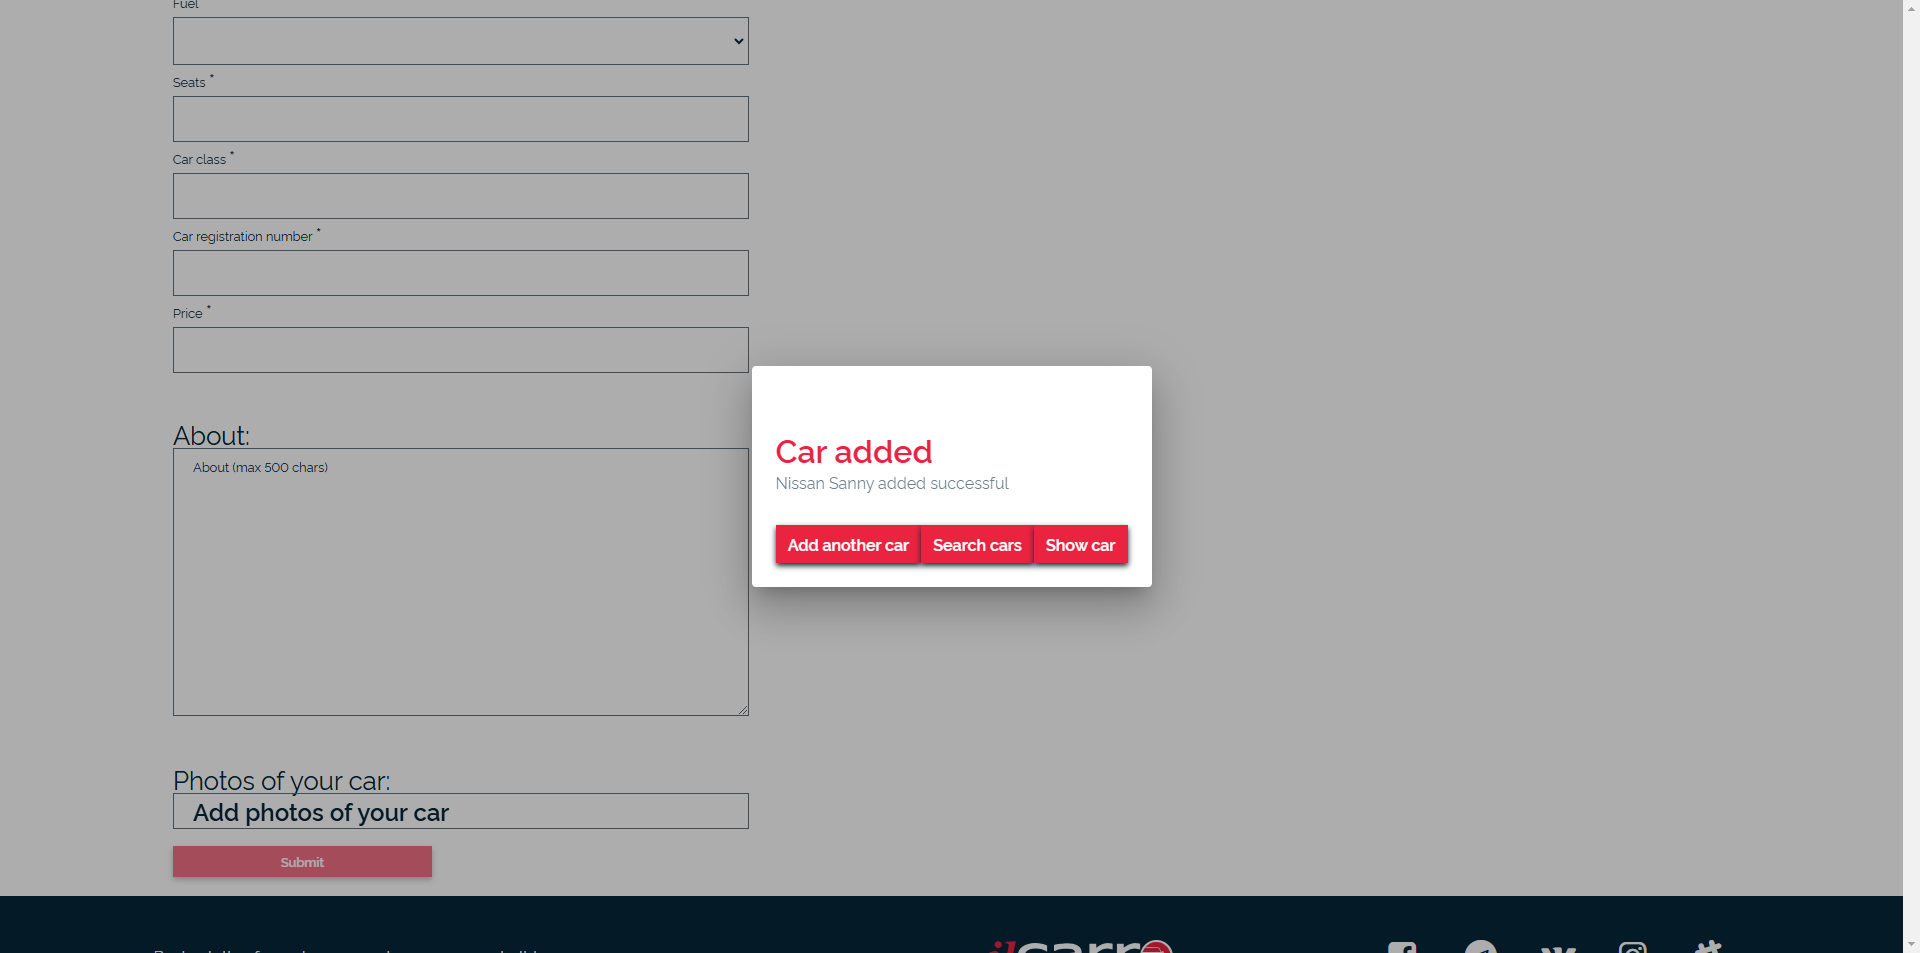 Fuel
Seats *
Car class *
Car registration number *
Price *
About:
About (max 500 chars)
Car added
Nissan Sanny added successful
Add another car
Search cars
Show car
Photos of your car:
Add photos of your car
Submit
ilcarro